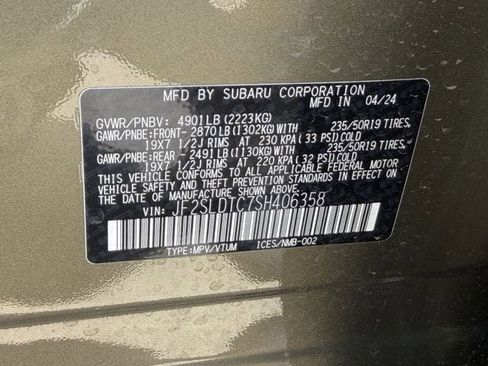 MFD BY SUBARU CORPORATION
MADE IN JAPAN 04/24
GVWR/PNBV: 4901LB(2223KG)
GAWR/PNBE:FRONT- 2870LB(1302KG)WITH 235/50R19 TIRES,
19X7 1/2J RIMS AT 230 KPA(33 PSI)COLD
GAWR/PNBE:REAR - 2491LB(1130KG)WITH 235/50R19 TIRES,
19X7 1/2J RIMS AT 220 KPA(32 PSI)COLD
THIS VEHICLE CONFORMS TO ALL APPLICABLE FEDERAL MOTOR
VEHICLE SAFETY AND BUMPER STANDARDS IN EFFECT ON
THE DATE OF MANUFACTURE SHOWN ABOVE.
VIN: JF2SLDTC7SH406358
TYPE:MPV/VTUM ICES/NMB-002